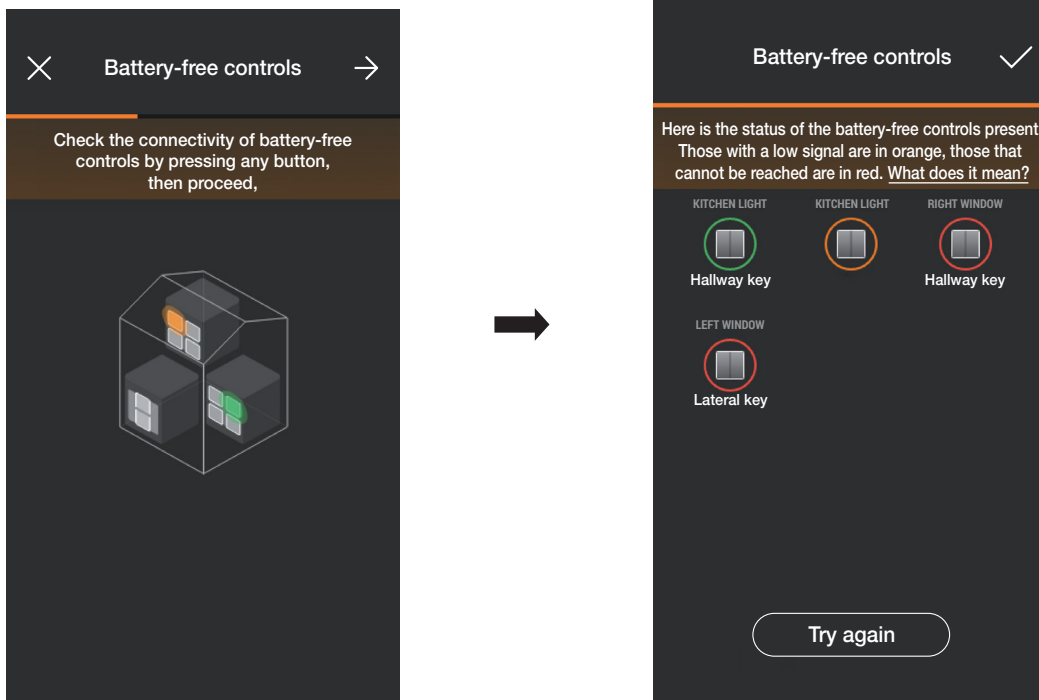 Battery-free controls
Check the connectivity of battery-free
controls by pressing any button,
then proceed,
Battery-free controls
Here is the status of the battery-free controls present
Those with a low signal are in orange, those that
cannot be reached are in red. What does it mean?
KITCHEN LIGHT
Hallway key
KITCHEN LIGHT
RIGHT WINDOW
Hallway key
LEFT WINDOW
Lateral key
Try again